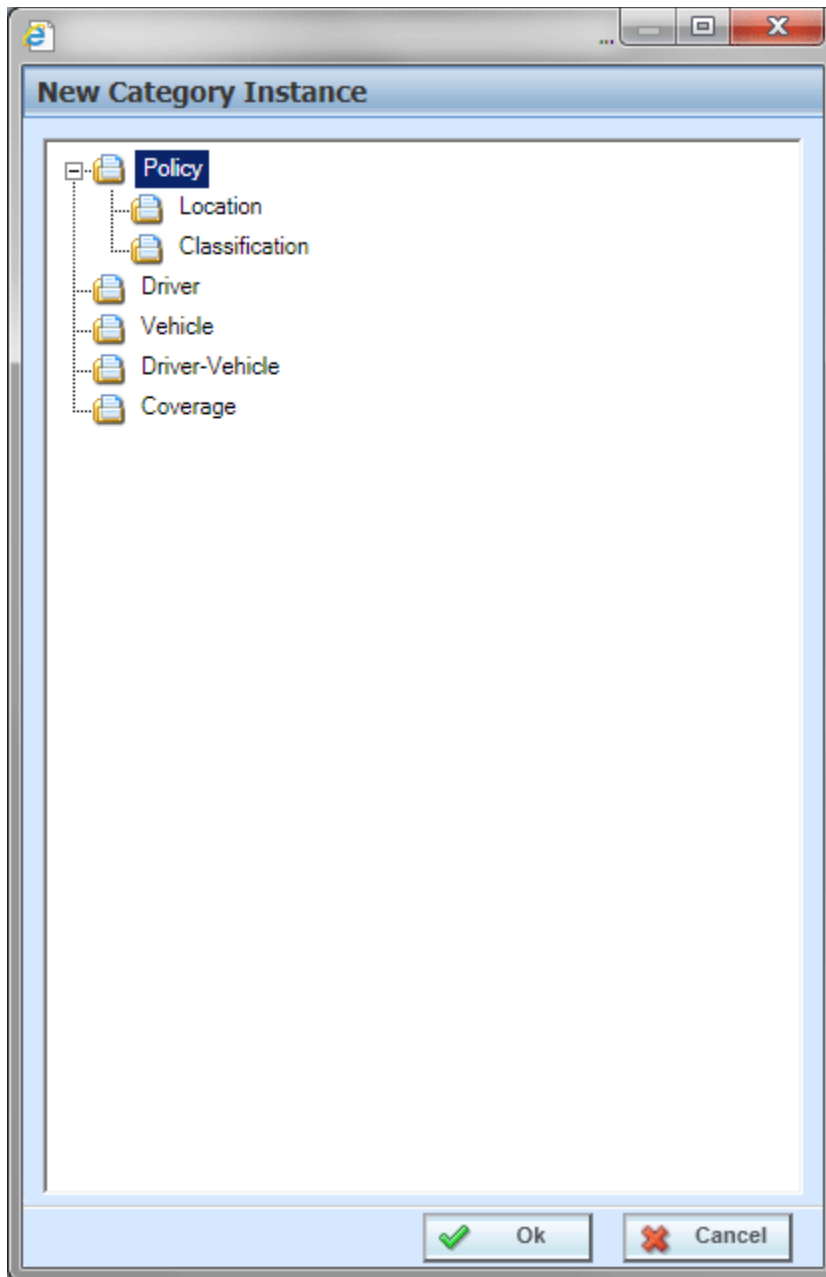 ...
New Category Instance
Policy
Location
Classification
Driver
Vehicle
Driver-Vehicle
Coverage
Ok
Cancel